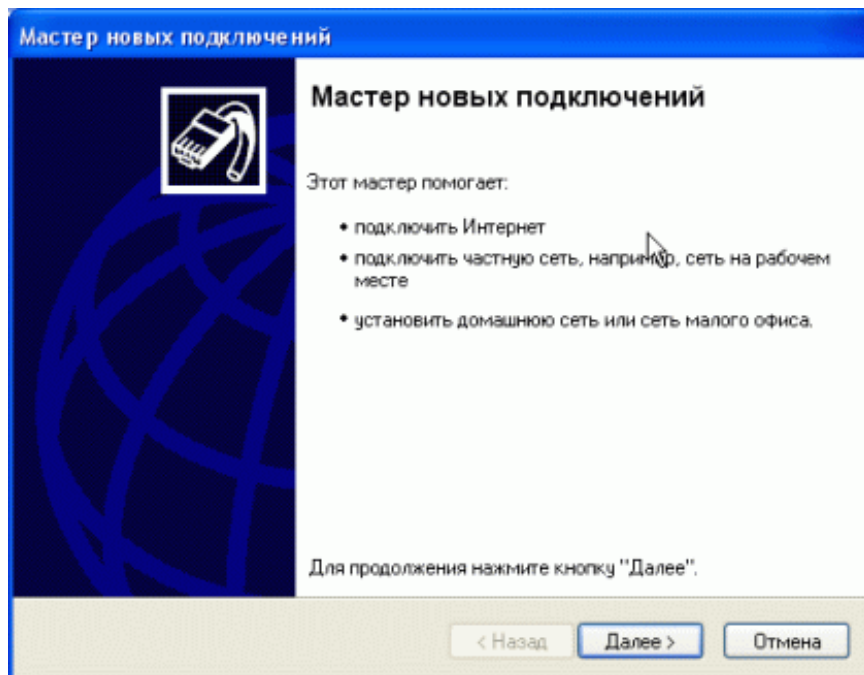 Мастер новых подключений
Мастер новых подключений
Этот мастер помогает:
• подключить Интернет
• подключить частную сеть, например, сеть на рабочем
месте
• установить домашнюю сеть или сеть малого офиса.
Для продолжения нажмите кнопку "Далее".
< Назад Далее > Отмена